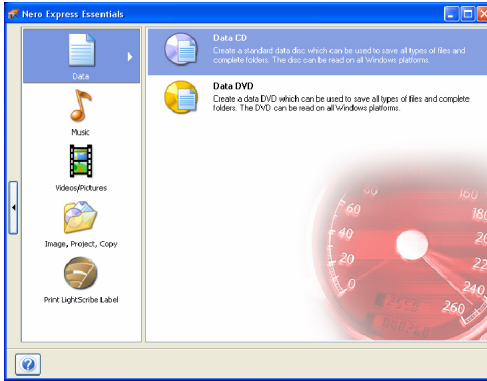 Nero Express Essentials
Data
Music
Videos/Pictures
Image, Project, Copy
Print LightScribe Label
Data CD
Create a standard data disc which can be used to save all types of files and
complete folders. The disc can be read on all Windows platforms.
Data DVD
Create a data DVD which can be used to save all types of files and complete
folders. The DVD can be read on all Windows platforms.
60
40
20
0
160
180
240
260